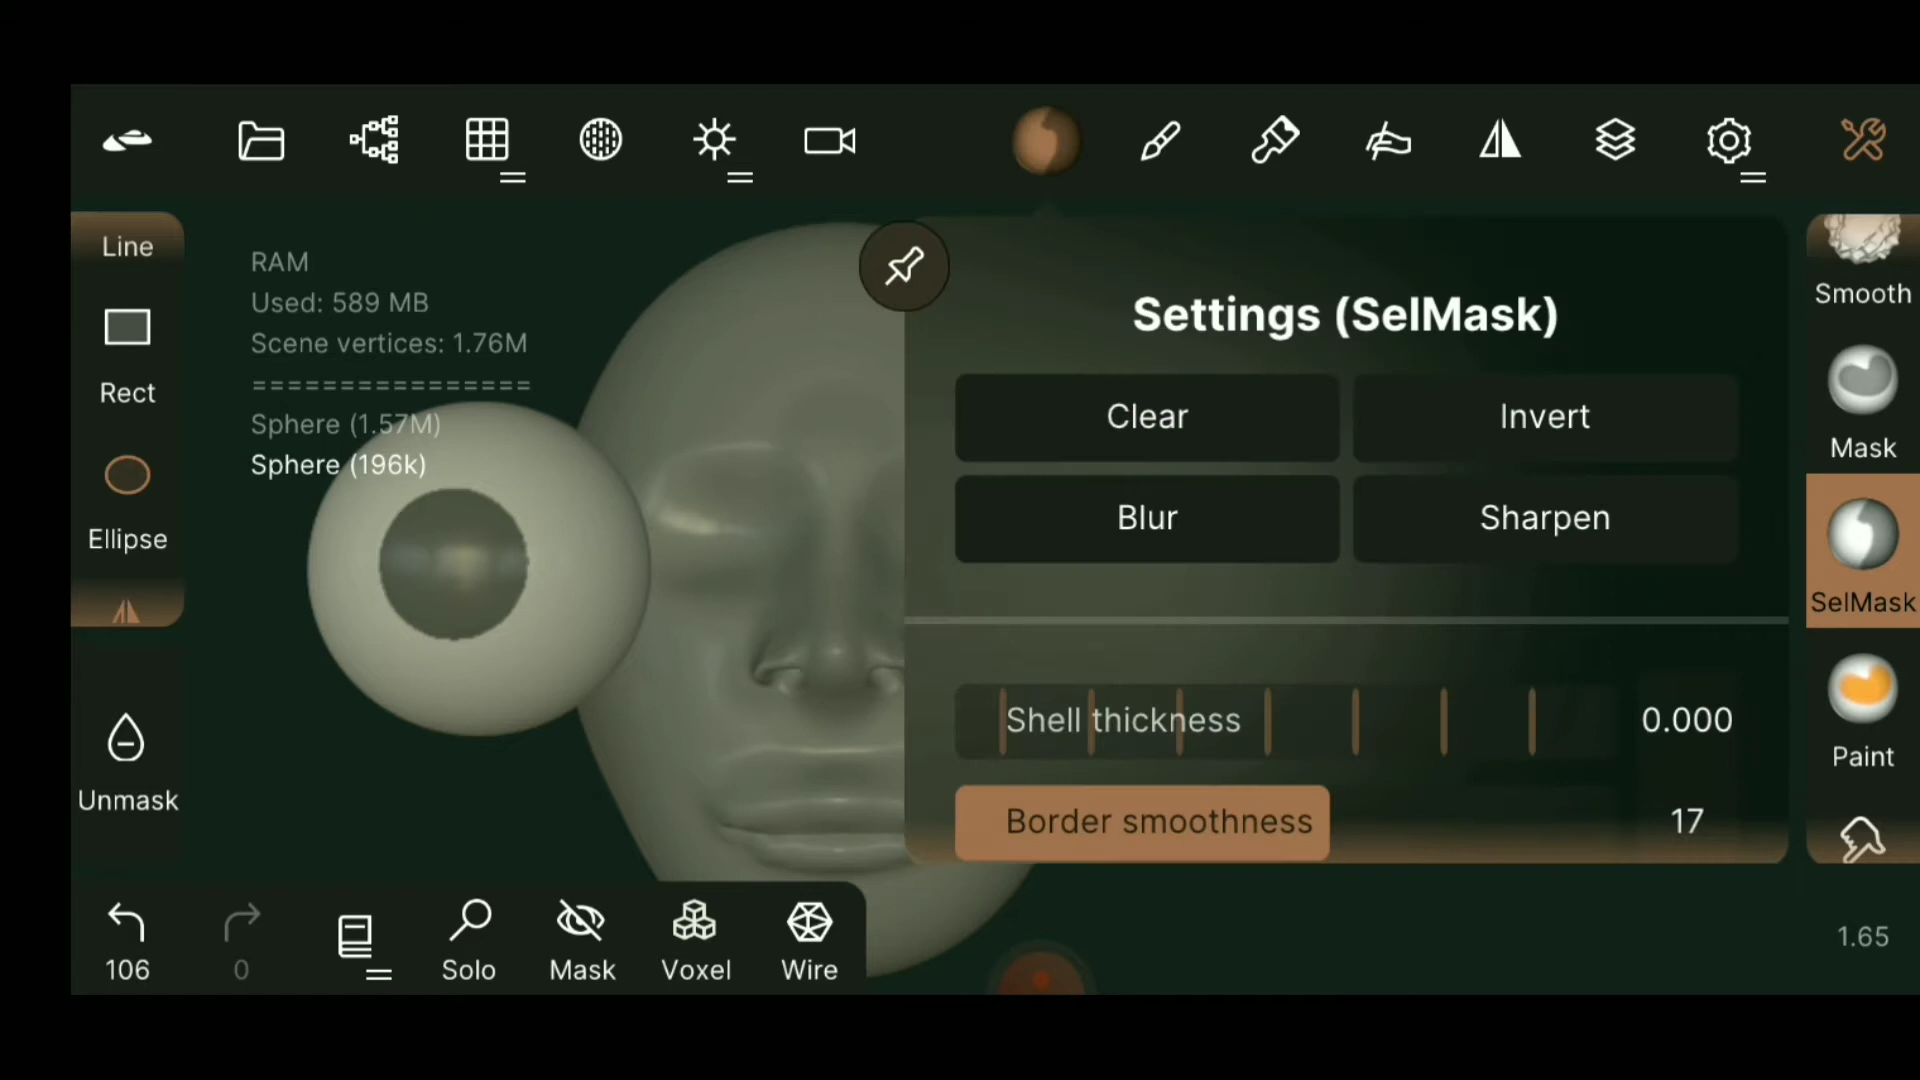 Line
Rect
Ellipse
Unmask
RAM
Used: 589 MB
Scene vertices: 1.76M
================
Sphere (1.57M)
Sphere (196k)
Settings (SelMask)
Clear
Invert
Blur
Sharpen
Shell thickness
0.000
Border smoothness
17
Smooth
Mask
SelMask
Paint
1.65
106
0
Solo
Mask
Voxel
Wire